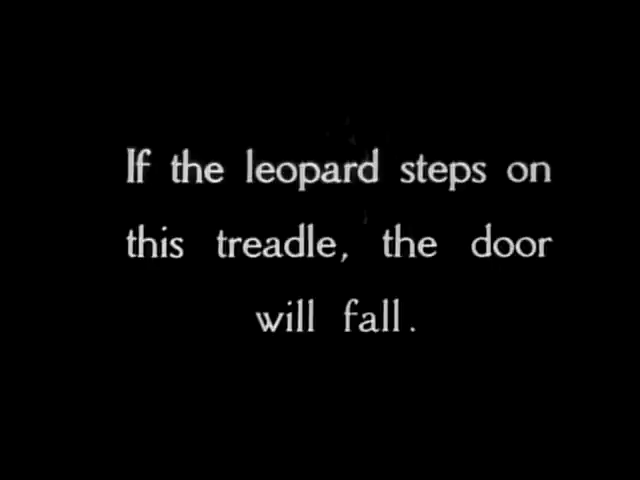 If the leopard steps on
this treadle, the door
will fall.